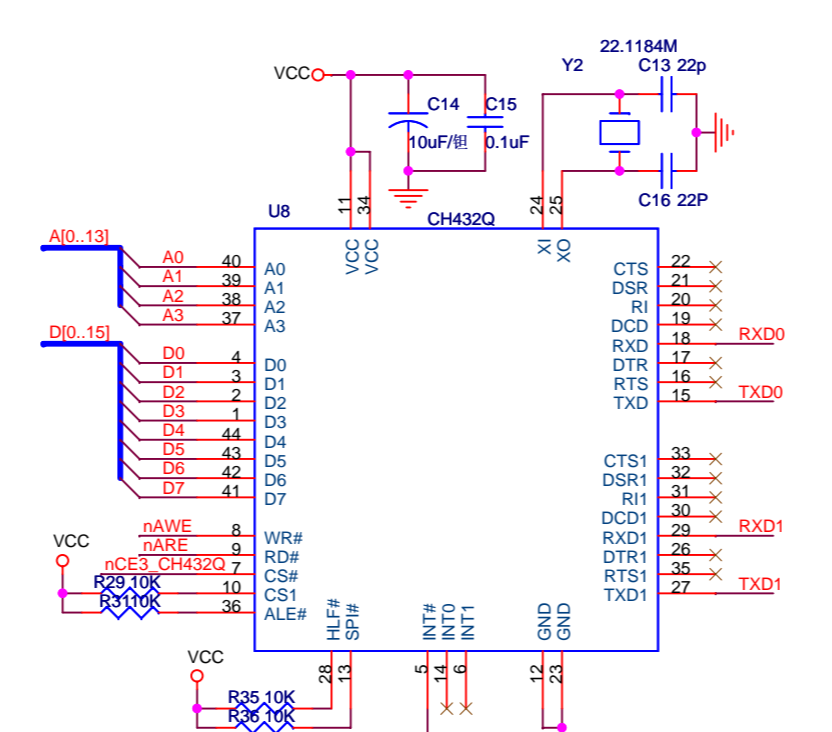 22.1184M
Y2
C13 22p
VCC
C14
C15
10uF/钽
0.1uF
C16 22P
11
34
24
25
U8
CH432Q
VCC
VCC
XI
XO
A[0..13]
A0 40 A0
A1 39 A1
A2 38 A2
A3 37 A3
D[0..15]
D0 4 D0
D1 3 D1
D2 2 D2
D3 1 D3
D4 44 D4
D5 43 D5
D6 42 D6
D7 41 D7
nAWE 8 WR#
nARE 9 RD#
nCE3_CH432Q 7 CS#
VCC
R29 10K 10 CS1
R31 10K 36 ALE#
CTS 22
DSR 21
RI 20
DCD 19
RXD 18 RXD0
DTR 17
RTS 16
TXD 15 TXD0
CTS1 33
DSR1 32
RI1 31
DCD1 30
RXD1 29 RXD1
DTR1 26
RTS1 35
TXD1 27 TXD1
HLF#
SPI#
INT#
INT0
INT1
GND
GND
28
13
5
14
6
12
23
VCC
R35 10K
R36 10K